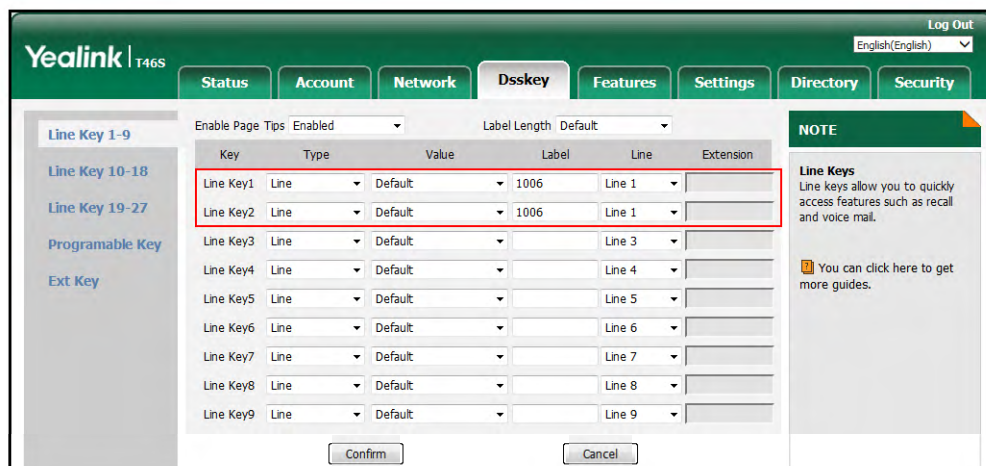 Log Out
English(English)
Yealink T46S
Status Account Network Dsskey Features Settings Directory Security
Line Key 1-9
Line Key 10-18
Line Key 19-27
Programable Key
Ext Key
Enable Page Tips Enabled Label Length Default
Key Type Value Label Line Extension
Line Key1 Line Default 1006 Line 1
Line Key2 Line Default 1006 Line 1
Line Key3 Line Default Line 3
Line Key4 Line Default Line 4
Line Key5 Line Default Line 5
Line Key6 Line Default Line 6
Line Key7 Line Default Line 7
Line Key8 Line Default Line 8
Line Key9 Line Default Line 9
Confirm Cancel
NOTE
Line Keys
Line keys allow you to quickly
access features such as recall
and voice mail.
? You can click here to get
more guides.